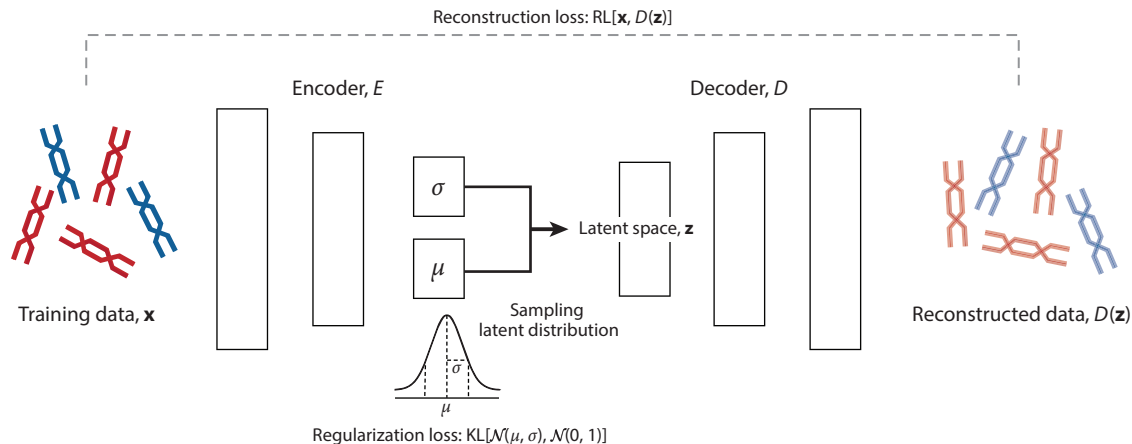 Reconstruction loss: RL[x, D(z)]
Encoder, E
Decoder, D
σ
Latent space, z
μ
Training data, x
Sampling
latent distribution
Reconstructed data, D(z)
σ
μ
Regularization loss: KL[𝒩(μ, σ), 𝒩(0, 1)]